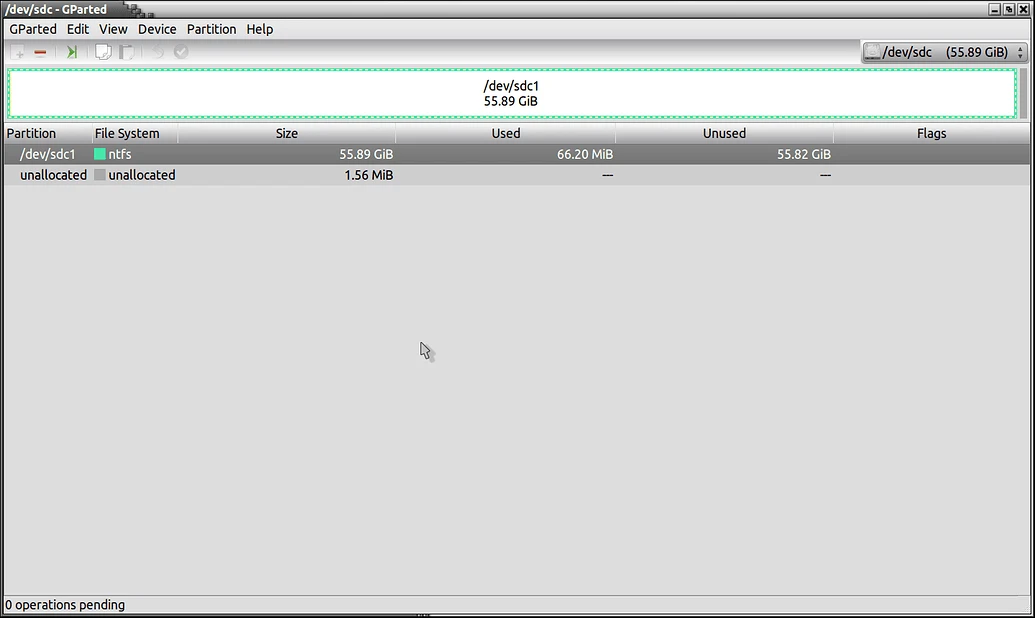 /dev/sdc - GParted
GParted Edit View Device Partition Help
/dev/sdc (55.89 GiB)
/dev/sdc1
55.89 GiB
Partition File System Size Used Unused Flags
/dev/sdc1 ntfs 55.89 GiB 66.20 MiB 55.82 GiB
unallocated unallocated 1.56 MiB --- ---
0 operations pending